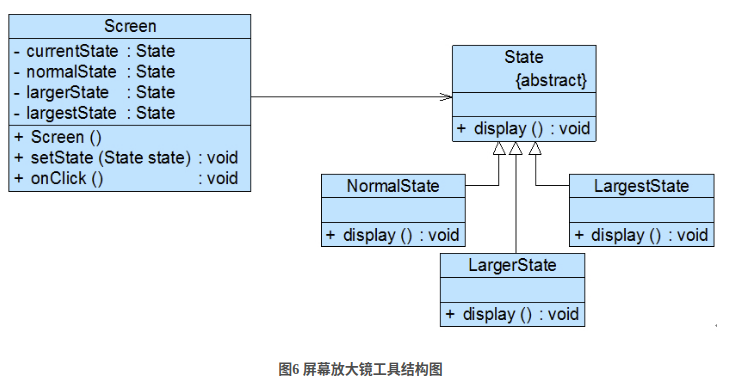 Screen
- currentState : State
- normalState : State
- largerState : State
- largestState : State
+ Screen ()
+ setState (State state) : void
+ onClick () : void
State
{abstract}
+ display () : void
NormalState
+ display () : void
LargestState
+ display () : void
LargerState
+ display () : void
图6 屏幕放大镜工具结构图